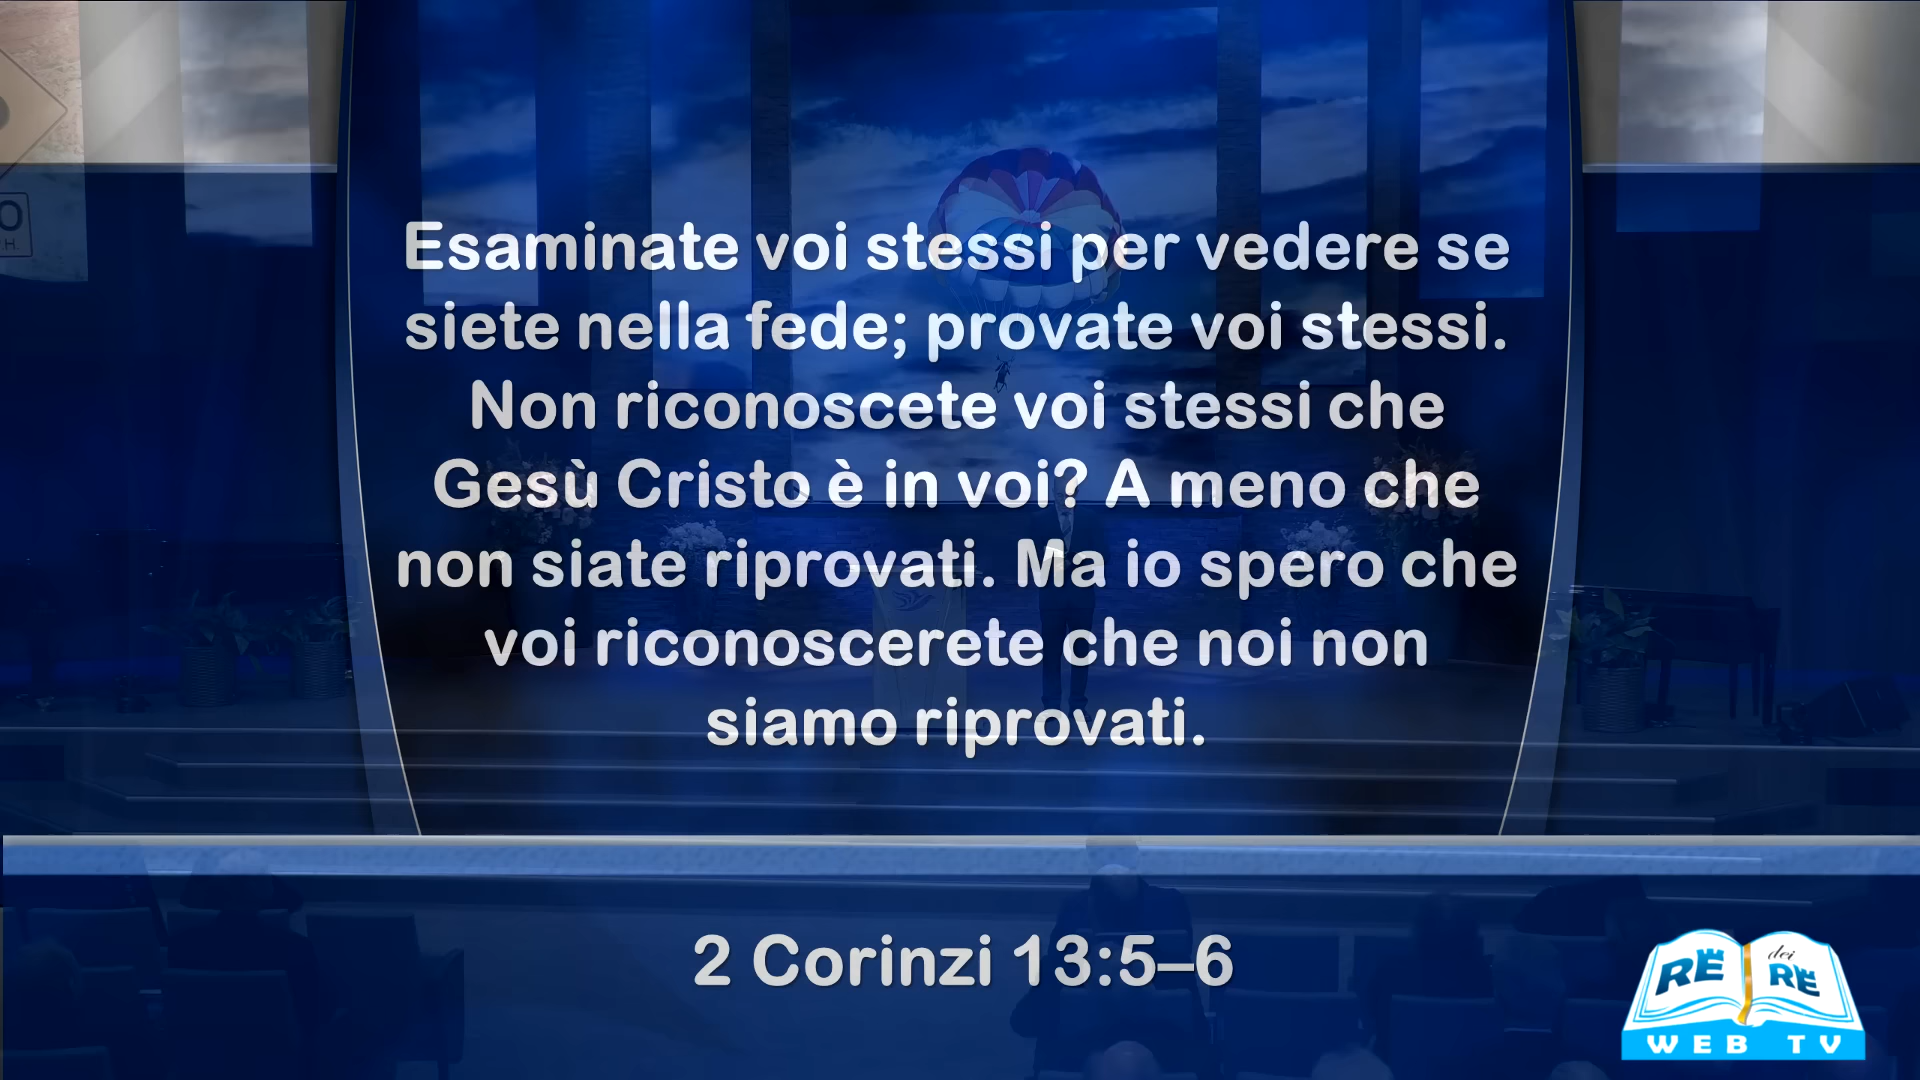 Esaminate voi stessi per vedere se
siete nella fede; provate voi stessi.
Non riconoscete voi stessi che
Gesù Cristo è in voi? A meno che
non siate riprovati. Ma io spero che
voi riconoscerete che noi non
siamo riprovati.
2 Corinzi 13:5–6
RE dei RE
WEB TV